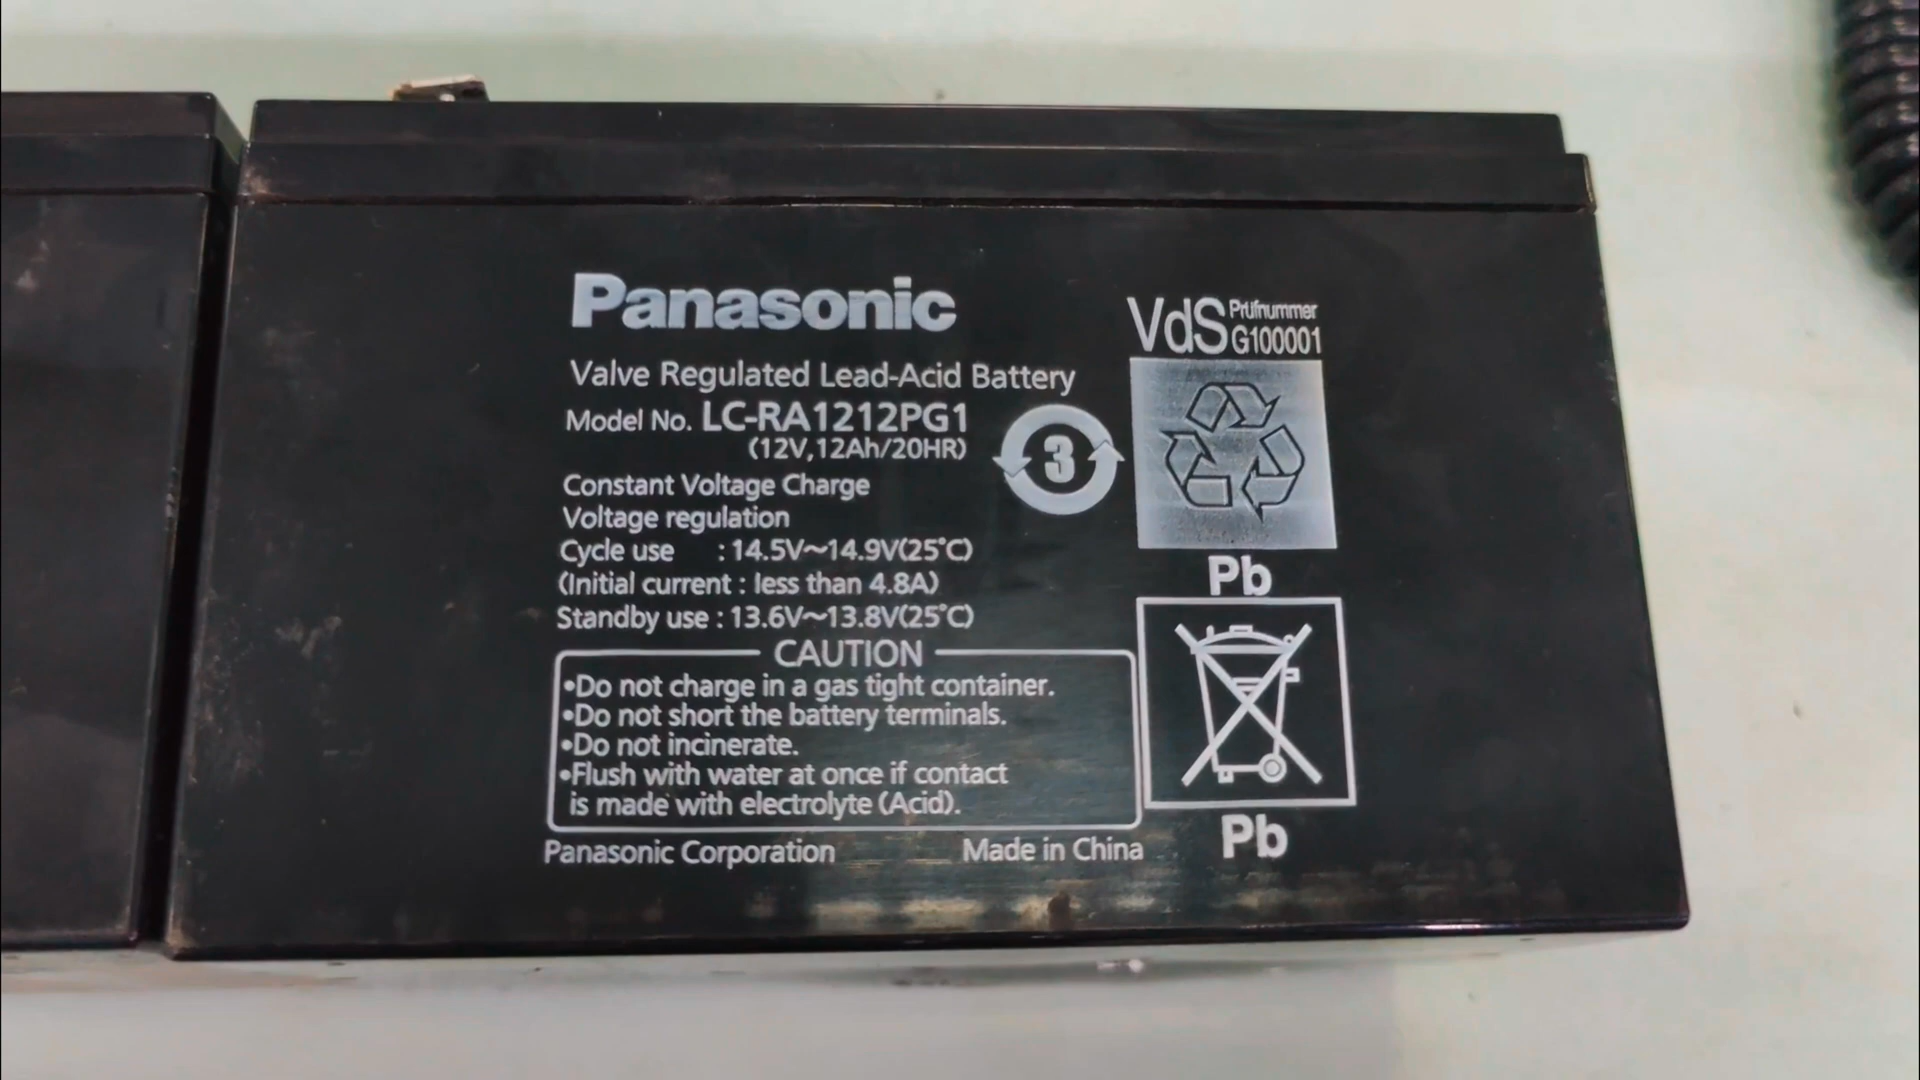 Panasonic
Valve Regulated Lead-Acid Battery
Model No. LC-RA1212PG1
(12V,12Ah/20HR)
Constant Voltage Charge
Voltage regulation
Cycle use : 14.5V~14.9V(25°C)
(Initial current : less than 4.8A)
Standby use : 13.6V~13.8V(25°C)
3
VdS Prüfnummer
G100001
Pb
CAUTION
•Do not charge in a gas tight container.
•Do not short the battery terminals.
•Do not incinerate.
•Flush with water at once if contact
is made with electrolyte (Acid).
Panasonic Corporation Made in China
Pb